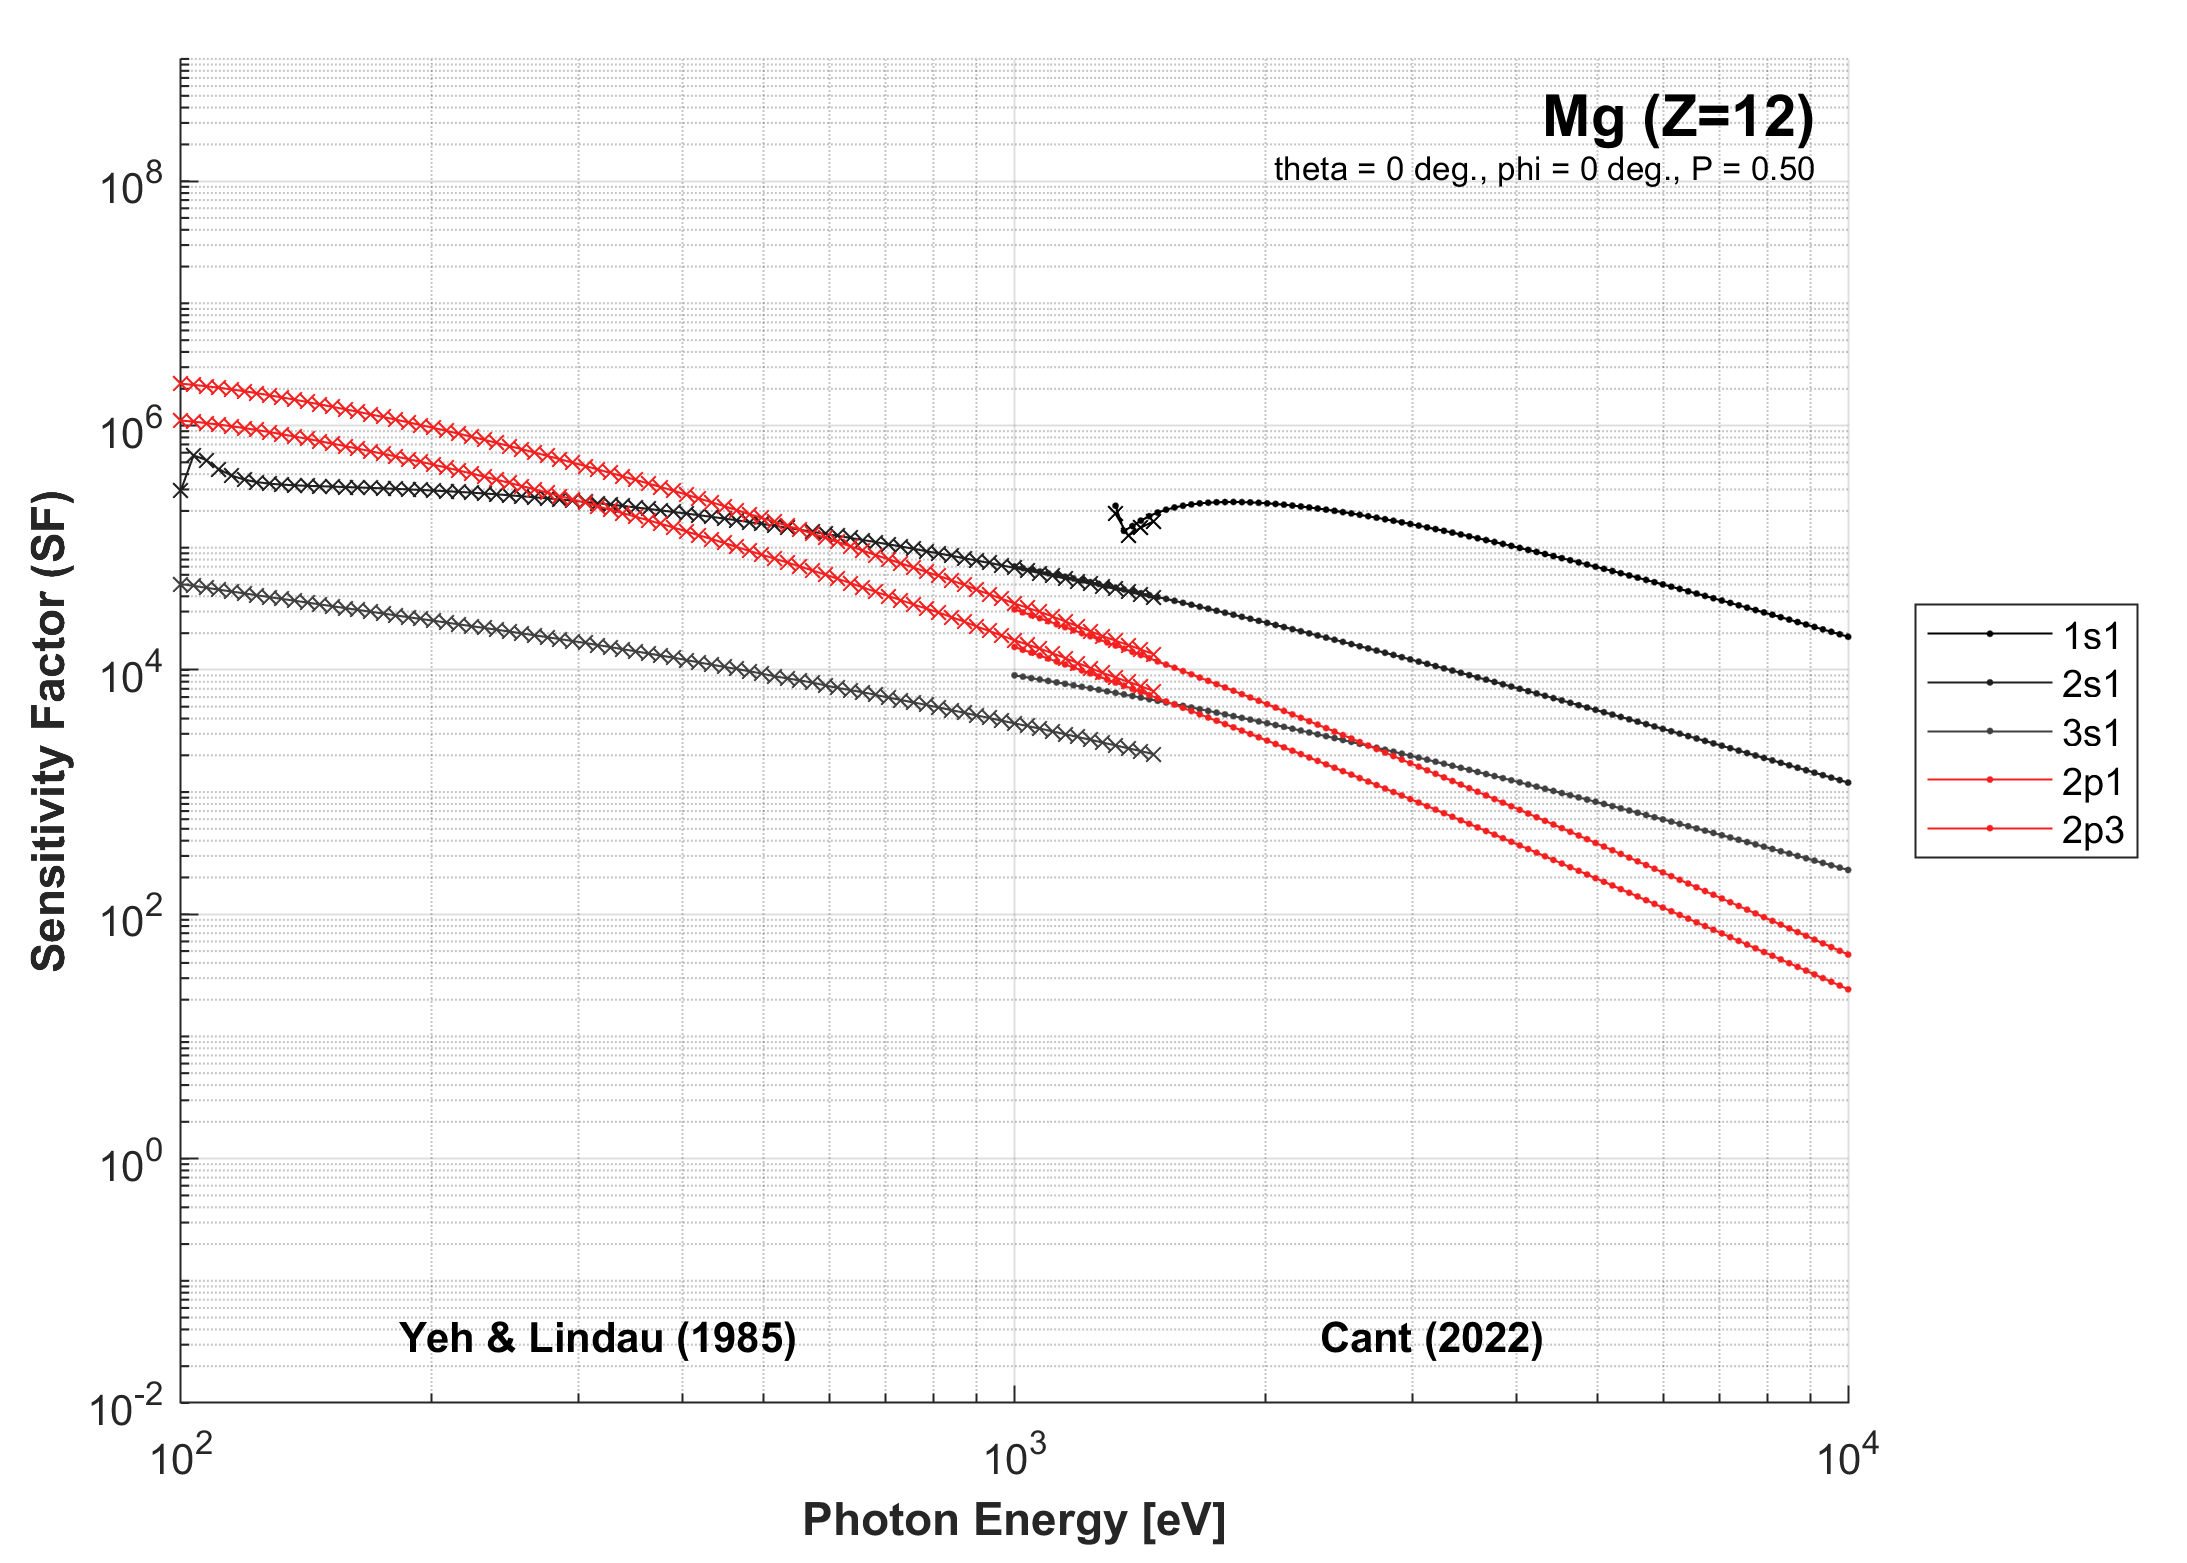 Mg (Z=12)
theta = 0 deg., phi = 0 deg., P = 0.50
Sensitivity Factor (SF)
10^8
10^6
10^4
10^2
10^0
10^-2
1s1
2s1
3s1
2p1
2p3
Yeh & Lindau (1985)
Cant (2022)
10^2
10^3
10^4
Photon Energy [eV]